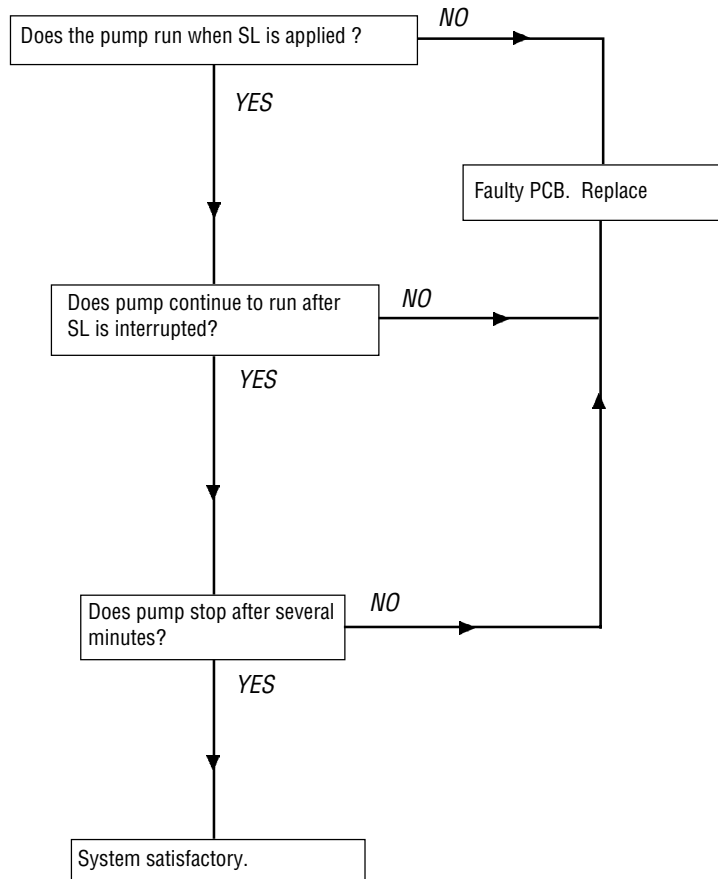 Does the pump run when SL is applied ?
NO
YES
Faulty PCB. Replace
Does pump continue to run after
SL is interrupted?
NO
YES
Does pump stop after several
minutes?
NO
YES
System satisfactory.